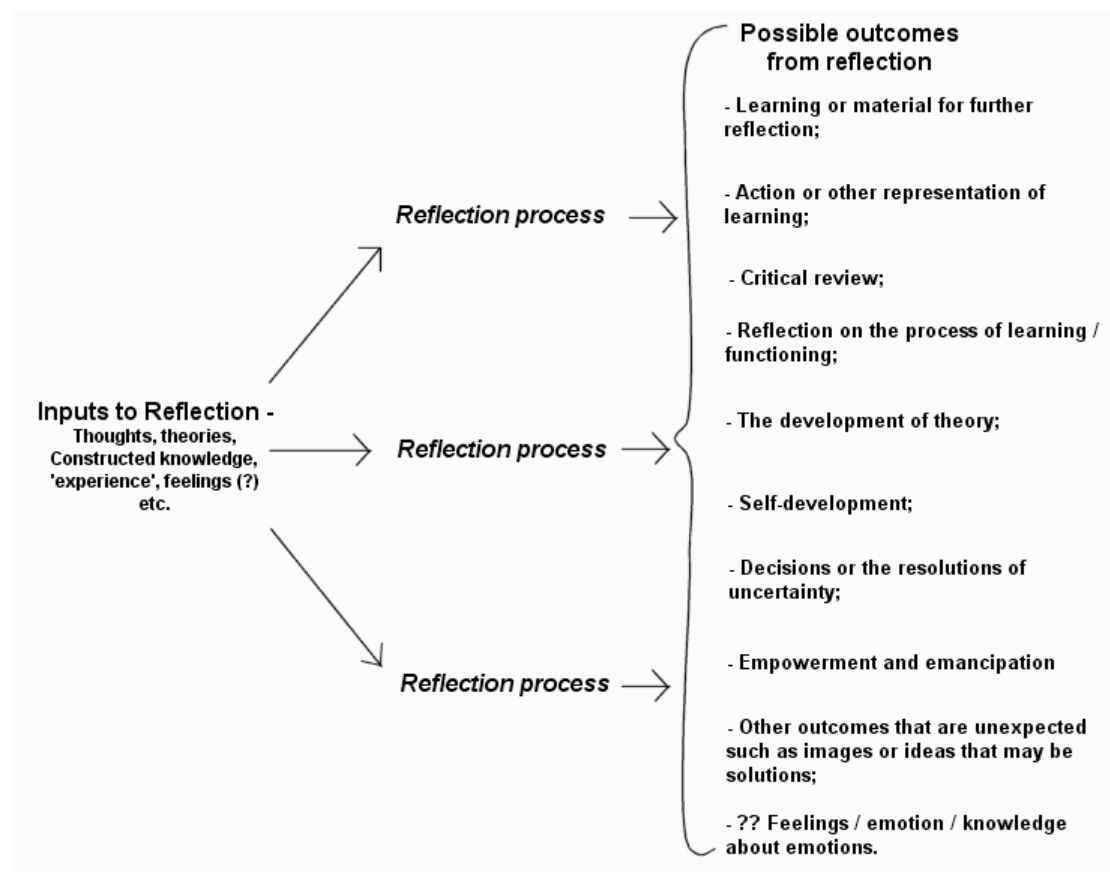 Possible outcomes
from reflection
- Learning or material for further
reflection;
- Action or other representation of
learning;
Reflection process
- Critical review;
- Reflection on the process of learning /
functioning;
Inputs to Reflection -
Thoughts, theories,
Constructed knowledge,
'experience', feelings (?)
etc.
Reflection process
- The development of theory;
- Self-development;
- Decisions or the resolutions of
uncertainty;
Reflection process
- Empowerment and emancipation
- Other outcomes that are unexpected
such as images or ideas that may be
solutions;
- ?? Feelings / emotion / knowledge
about emotions.